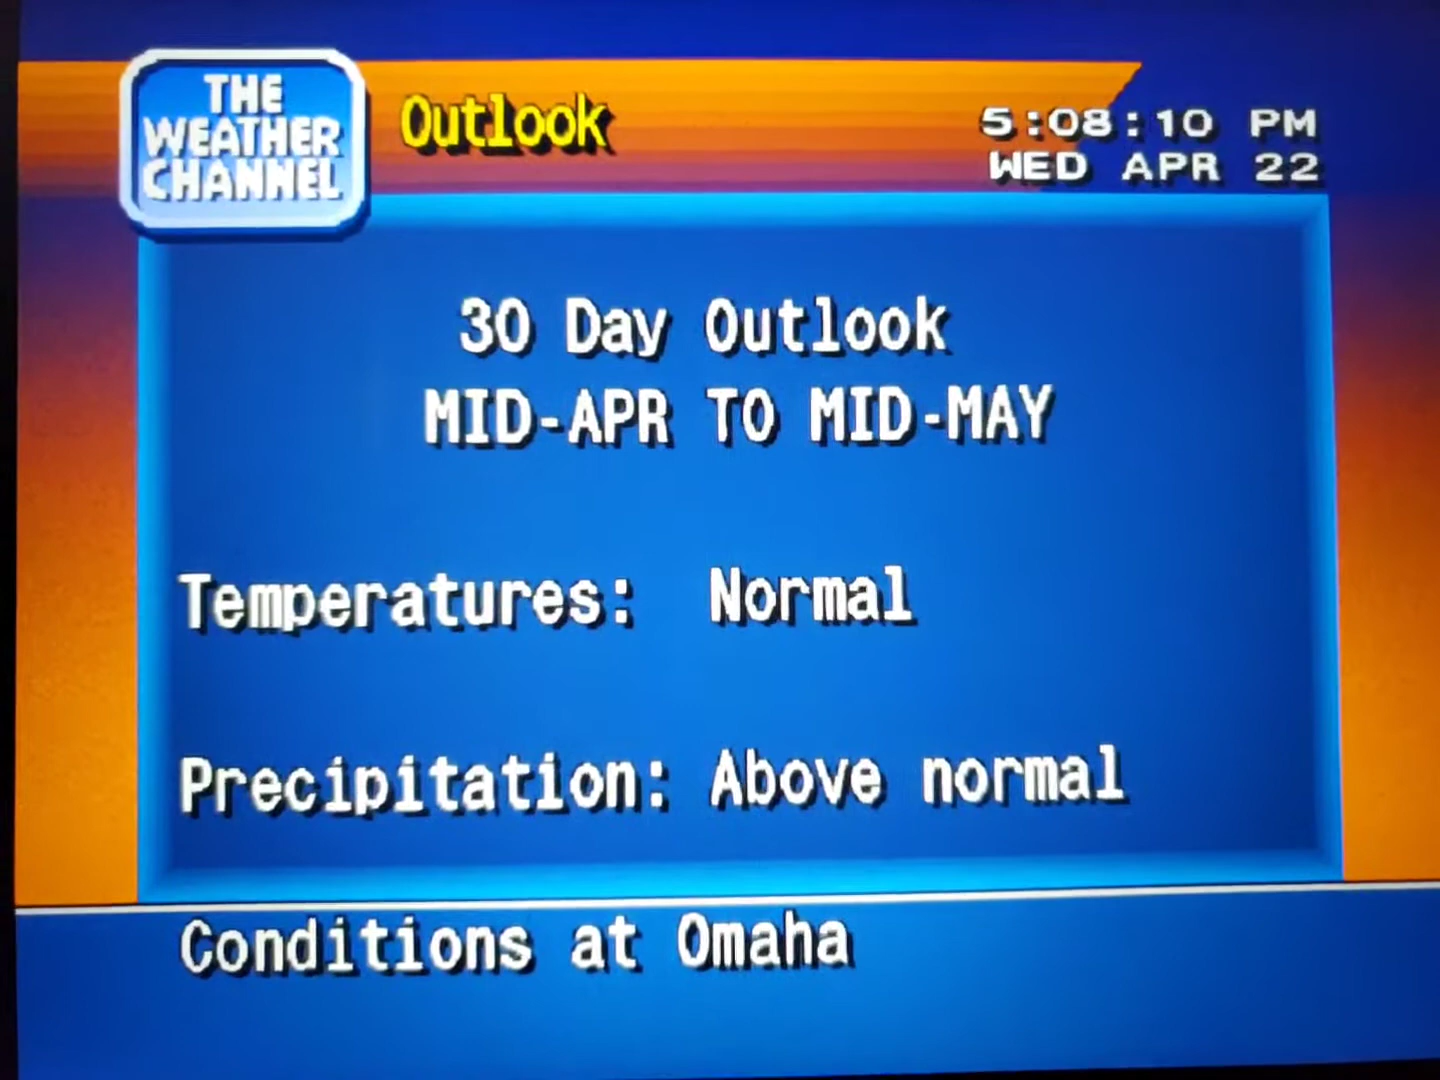 THE
WEATHER
CHANNEL
Outlook
5:08:10 PM
WED APR 22
30 Day Outlook
MID-APR TO MID-MAY
Temperatures: Normal
Precipitation: Above normal
Conditions at Omaha